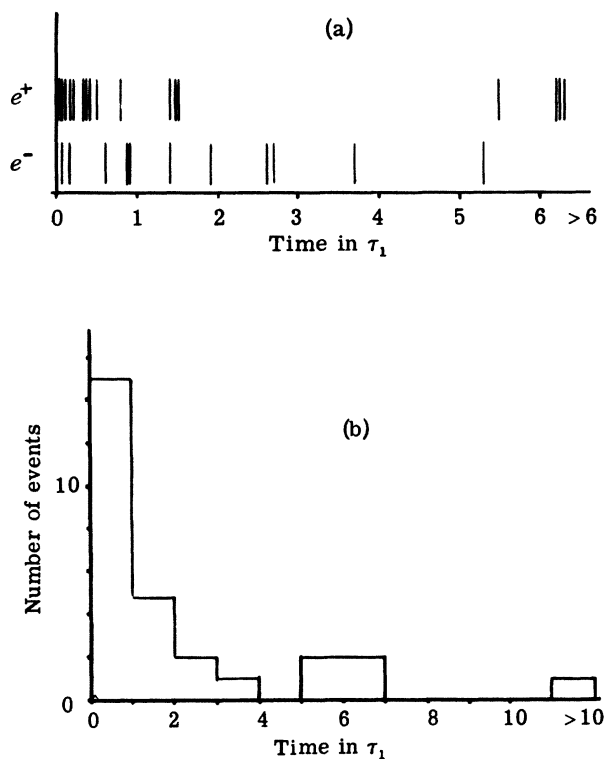 (a)
e⁺
e⁻
0 1 2 3 4 5 6 >6
Time in τ₁
(b)
Number of events
10
0
0 2 4 6 8 10 >10
Time in τ₁